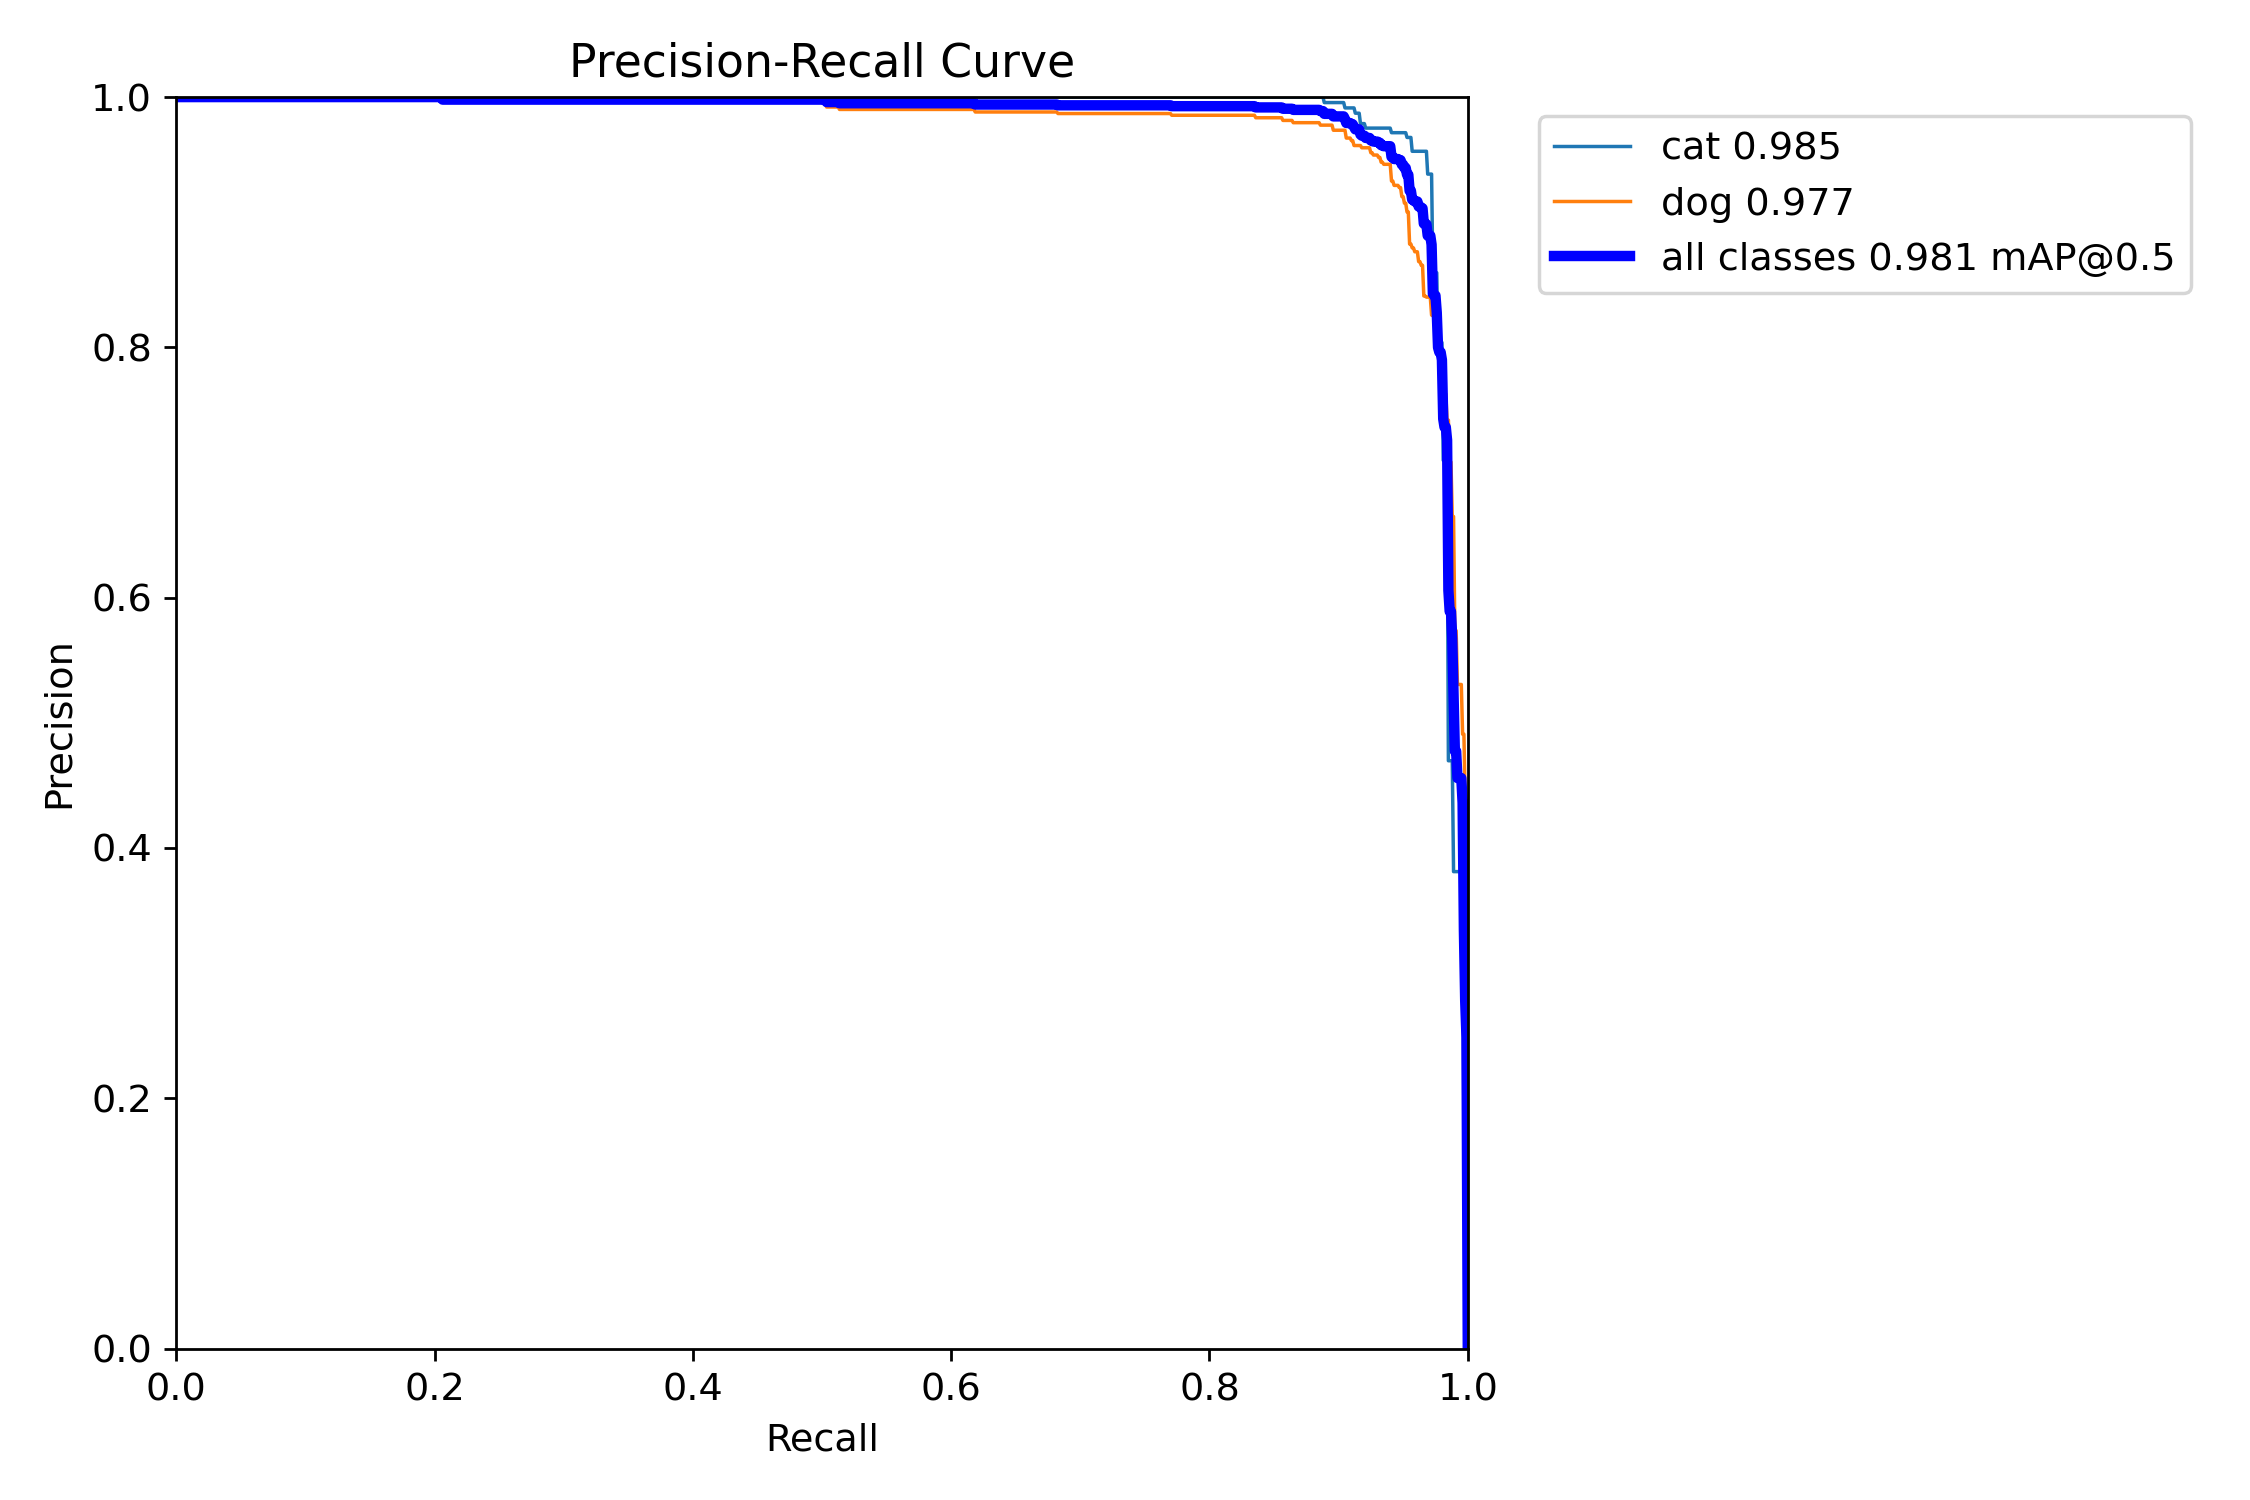 Precision-Recall Curve
cat 0.985
dog 0.977
all classes 0.981 mAP@0.5
Precision
1.0
0.8
0.6
0.4
0.2
0.0
0.0 0.2 0.4 0.6 0.8 1.0
Recall